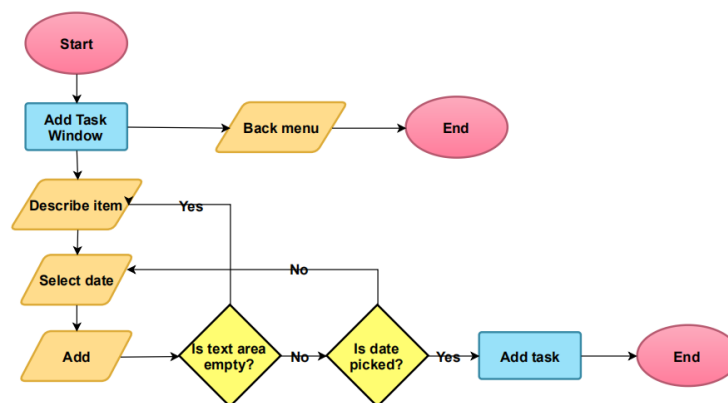 Start
Add Task
Window
Back menu
End
Describe item
Yes
Select date
No
Add
Is text area
empty?
No
Is date
picked?
Yes
Add task
End